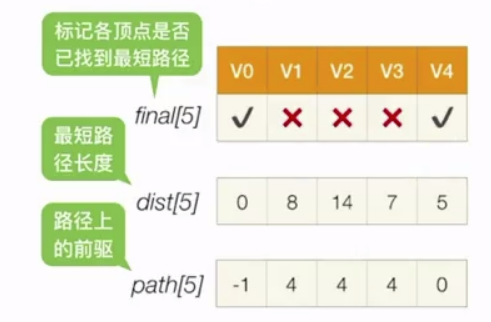 标记各顶点是否
已找到最短路径
V0 V1 V2 V3 V4
final[5] ✓ ✗ ✗ ✗ ✓
最短路
径长度
dist[5] 0 8 14 7 5
路径上
的前驱
path[5] -1 4 4 4 0